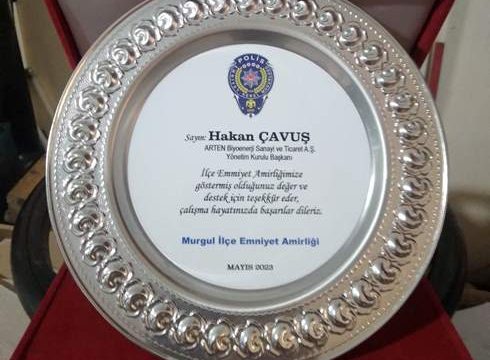 POLİS
Sayın: Hakan ÇAVUŞ
ARTEN Biyoenerji Sanayi ve Ticaret A.Ş.
Yönetim Kurulu Başkanı
İlçe Emniyet Amirliğimize
göstermiş olduğunuz değer ve
destek için teşekkür eder,
çalışma hayatınızda başarılar dileriz.
Murgul İlçe Emniyet Amirliği
MAYIS 2023